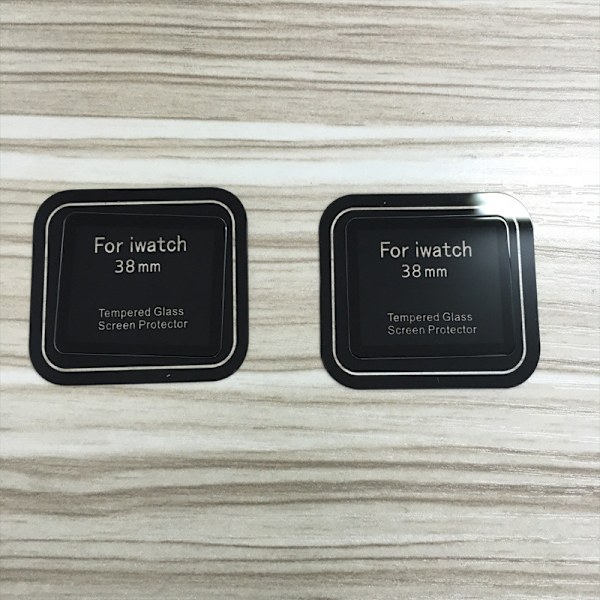 For iwatch
38mm
Tempered Glass
Screen Protector
For iwatch
38mm
Tempered Glass
Screen Protector